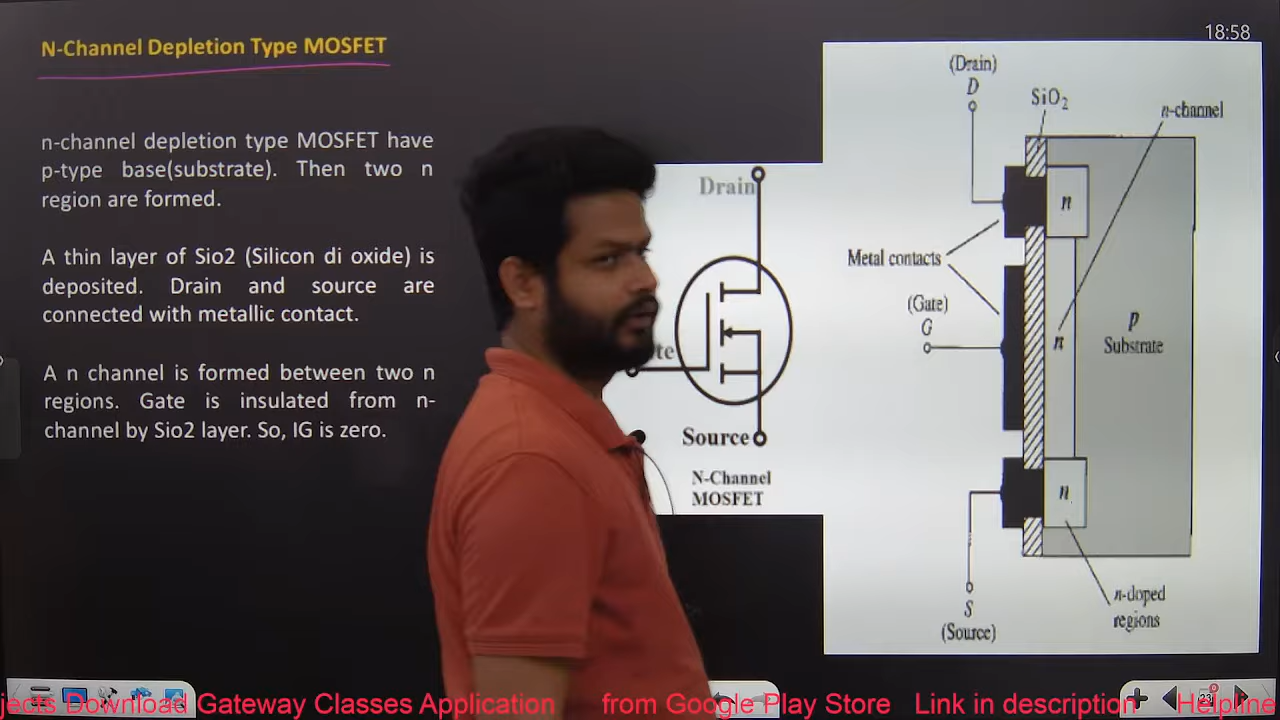 18:58
N-Channel Depletion Type MOSFET
n-channel depletion type MOSFET have
p-type base(substrate). Then two n
region are formed.
A thin layer of Sio2 (Silicon di oxide) is
deposited. Drain and source are
connected with metallic contact.
A n channel is formed between two n
regions. Gate is insulated from n-
channel by Sio2 layer. So, IG is zero.
Drain
Source
N-Channel
MOSFET
(Drain)
D
SiO2
n-channel
n
Metal contacts
(Gate)
G
n
p
Substrate
n
S
(Source)
n-doped
regions
23
Download Gateway Classes Application from Google Play Store Link in description Helpline